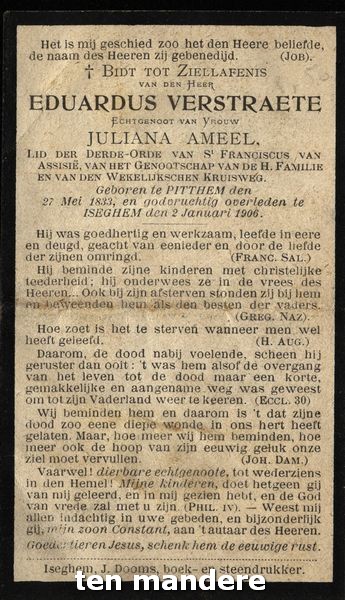 Het is mij geschied zoo het den Heere beliefde,
de naam des Heeren zij gebenedijd. (Job).
† Bidt tot Ziellafenis
van den Heer
EDUARDUS VERSTRAETE
Echtgenoot van Vrouw
JULIANA AMEEL,
Lid der Derde-Orde van St Franciscus van
Assisië, van het Genootschap van de H. Familie
en van den Wekelijkschen Kruisweg.
Geboren te PITTHEM den
27 Mei 1833, en godvruchtig overleden te
ISEGHEM den 2 Januari 1906.
Hij was goedhertig en werkzaam, leefde in eere
en deugd, geacht van eenieder en door de liefde
der zijnen omringd. (Franc. Sal.)
Hij beminde zijne kinderen met christelijke
teederheid; hij onderwees ze in de vrees des
Heeren... Ook bij zijn afsterven stonden zij bij hem
en beweenden heur als den besten der vaders.
(Greg. Naz).
Hoe zoet is het te sterven wanneer men wel
heeft geleefd. (H. Aug.)
Daarom, de dood nabij voelende, scheen hij
geruster dan ooit: 't was hem alsof de overgang
van het leven tot de dood maar een korte,
gemakkelijke en aangename weg was geweest
om tot zijn Vaderland weer te keeren. (Eccl. 30)
Wij beminden hem en daarom is 't dat zijne
dood zoo eene diepe wonde in ons hert heeft
gelaten. Maar, hoe meer wij hem beminden, hoe
meer ook de hoop van zijn eeuwig geluk onze
ziel moet vervullen. (Joh. Dam.)
Vaarwel! dierbare echtgenoote, tot wederziens
in den Hemel! Mijne kinderen, doet hetgeen gij
van mij geleerd, en in mij gezien hebt, en de God
van vrede zal met u zijn. (Phil. IV). — Weest mij
allen indachtig in uwe gebeden, en bijzonderlijk
gij, mijn zoon Constant, aan 't autaar des Heeren.
Goedertieren Jesus, schenk hem de eeuwige rust.
Iseghem, J. Dooms, boek- en steendrukker.
ten mandere